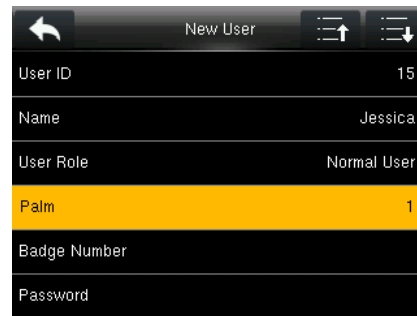 New User
User ID 15
Name Jessica
User Role Normal User
Palm 1
Badge Number
Password